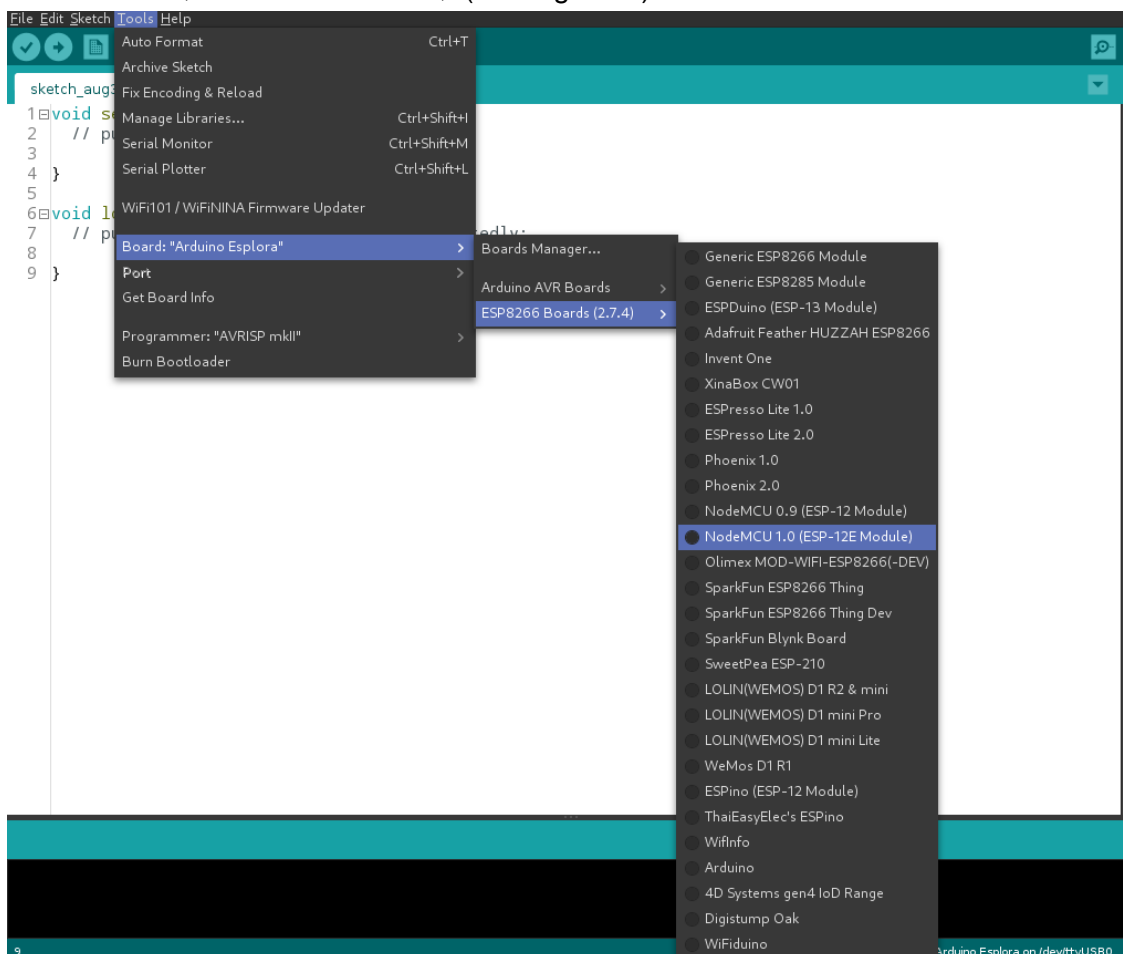 File Edit Sketch Tools Help
Auto Format Ctrl+T
Archive Sketch
Fix Encoding & Reload
Manage Libraries... Ctrl+Shift+I
Serial Monitor Ctrl+Shift+M
Serial Plotter Ctrl+Shift+L
WiFi101 / WiFiNINA Firmware Updater
Board: "Arduino Esplora"
Port
Get Board Info
Programmer: "AVRISP mkII"
Burn Bootloader
sketch_aug3
1 void s
2 // p
3
4 }
5
6 void l
7 // p edly:
8
9 }
Boards Manager...
Arduino AVR Boards
ESP8266 Boards (2.7.4)
Generic ESP8266 Module
Generic ESP8285 Module
ESPDuino (ESP-13 Module)
Adafruit Feather HUZZAH ESP8266
Invent One
XinaBox CW01
ESPresso Lite 1.0
ESPresso Lite 2.0
Phoenix 1.0
Phoenix 2.0
NodeMCU 0.9 (ESP-12 Module)
NodeMCU 1.0 (ESP-12E Module)
Olimex MOD-WIFI-ESP8266(-DEV)
SparkFun ESP8266 Thing
SparkFun ESP8266 Thing Dev
SparkFun Blynk Board
SweetPea ESP-210
LOLIN(WEMOS) D1 R2 & mini
LOLIN(WEMOS) D1 mini Pro
LOLIN(WEMOS) D1 mini Lite
WeMos D1 R1
ESPino (ESP-12 Module)
ThaiEasyElec's ESPino
WifInfo
Arduino
4D Systems gen4 IoD Range
Digistump Oak
WiFiduino
9
Arduino Esplora on /dev/ttyUSB0